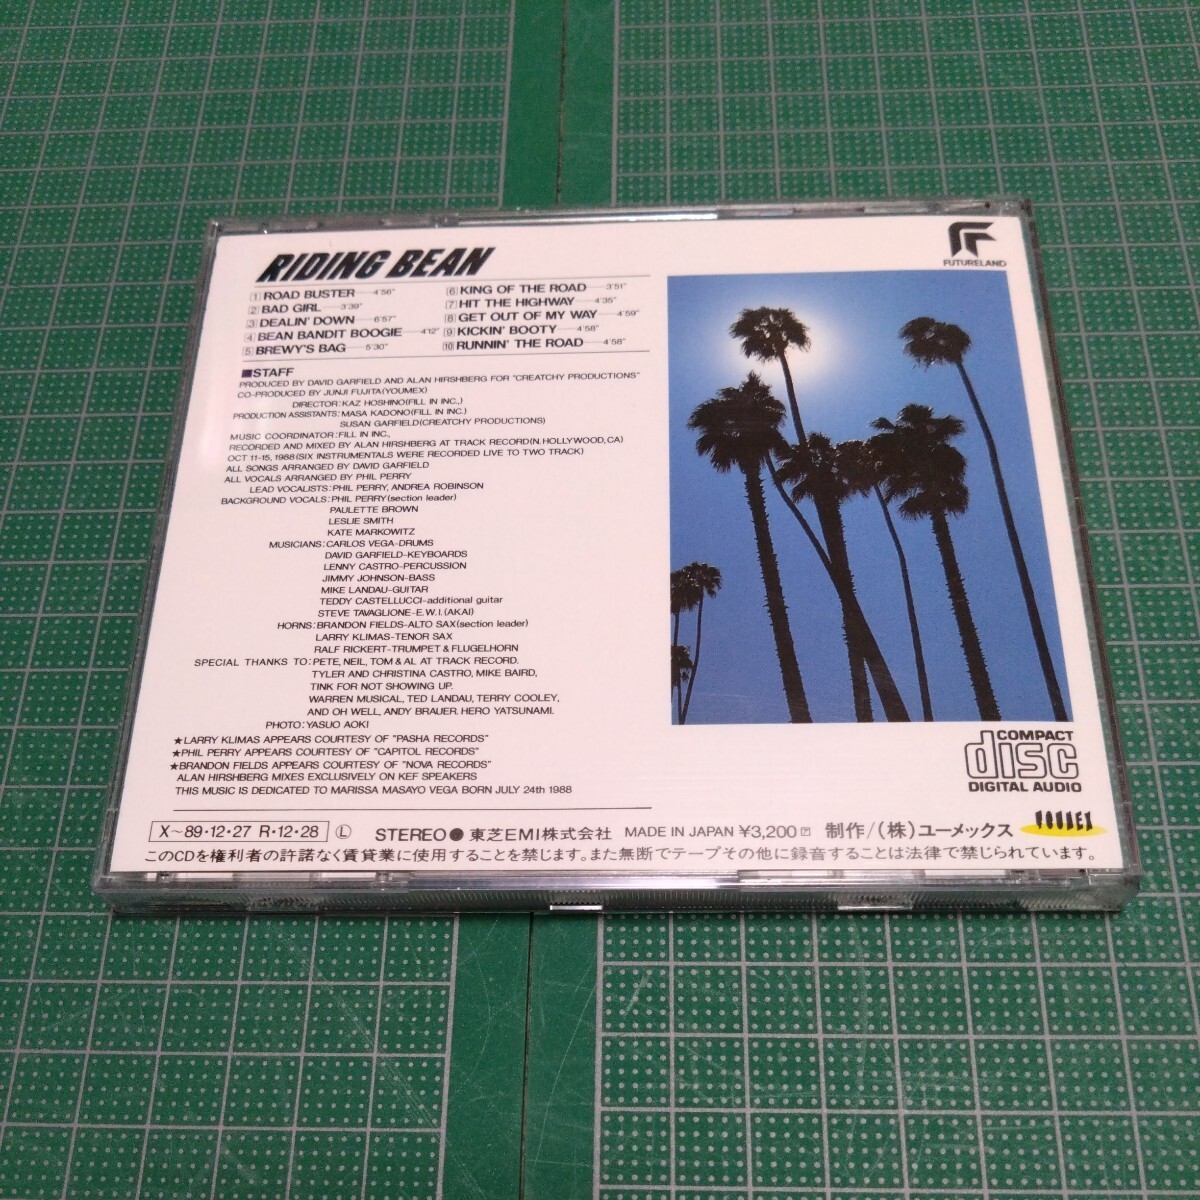 RIDING BEAN
FUTURELAND
1 ROAD BUSTER 4'56"
2 BAD GIRL 3'39"
3 DEALIN' DOWN 6'57"
4 BEAN BANDIT BOOGIE 4'12"
5 BREWY'S BAG 5'30"
6 KING OF THE ROAD 3'51"
7 HIT THE HIGHWAY 4'35"
8 GET OUT OF MY WAY 4'59"
9 KICKIN' BOOTY 4'58"
10 RUNNIN' THE ROAD 4'58"
■STAFF
PRODUCED BY DAVID GARFIELD AND ALAN HIRSHBERG FOR "CREATCHY PRODUCTIONS"
CO-PRODUCED BY JUNJI FUJITA(YOUMEX)
DIRECTOR:KAZ HOSHINO(FILL IN INC.,)
PRODUCTION ASSISTANTS:MASA KADONO(FILL IN INC.)
SUSAN GARFIELD(CREATCHY PRODUCTIONS)
MUSIC COORDINATOR:FILL IN INC.,
RECORDED AND MIXED BY ALAN HIRSHBERG AT TRACK RECORD(N.HOLLYWOOD,CA)
OCT 11-15, 1988(SIX INSTRUMENTALS WERE RECORDED LIVE TO TWO TRACK)
ALL SONGS ARRANGED BY DAVID GARFIELD
ALL VOCALS ARRANGED BY PHIL PERRY
LEAD VOCALISTS:PHIL PERRY, ANDREA ROBINSON
BACKGROUND VOCALS:PHIL PERRY(section leader)
PAULETTE BROWN
LESLIE SMITH
KATE MARKOWITZ
MUSICIANS:CARLOS VEGA-DRUMS
DAVID GARFIELD-KEYBOARDS
LENNY CASTRO-PERCUSSION
JIMMY JOHNSON-BASS
MIKE LANDAU-GUITAR
TEDDY CASTELLUCCI-additional guitar
STEVE TAVAGLIONE-E.W.I.(AKAI)
HORNS:BRANDON FIELDS-ALTO SAX(section leader)
LARRY KLIMAS-TENOR SAX
RALF RICKERT-TRUMPET & FLUGELHORN
SPECIAL THANKS TO:PETE, NEIL, TOM & AL AT TRACK RECORD.
TYLER AND CHRISTINA CASTRO, MIKE BAIRD,
TINK FOR NOT SHOWING UP.
WARREN MUSICAL, TED LANDAU, TERRY COOLEY,
AND OH WELL, ANDY BRAUER. HERO YATSUNAMI.
PHOTO:YASUO AOKI
★LARRY KLIMAS APPEARS COURTESY OF "PASHA RECORDS"
★PHIL PERRY APPEARS COURTESY OF "CAPITOL RECORDS"
★BRANDON FIELDS APPEARS COURTESY OF "NOVA RECORDS"
ALAN HIRSHBERG MIXES EXCLUSIVELY ON KEF SPEAKERS
THIS MUSIC IS DEDICATED TO MARISSA MASAYO VEGA BORN JULY 24th 1988
COMPACT
disc
DIGITAL AUDIO
X～89・12・27 R・12・28 Ⓛ STEREO● 東芝EMI株式会社 MADE IN JAPAN ¥3,200 P 制作/(株)ユーメックス YOUMEX
このCDを権利者の許諾なく賃貸業に使用することを禁じます。また無断でテープその他に録音することは法律で禁じられています。